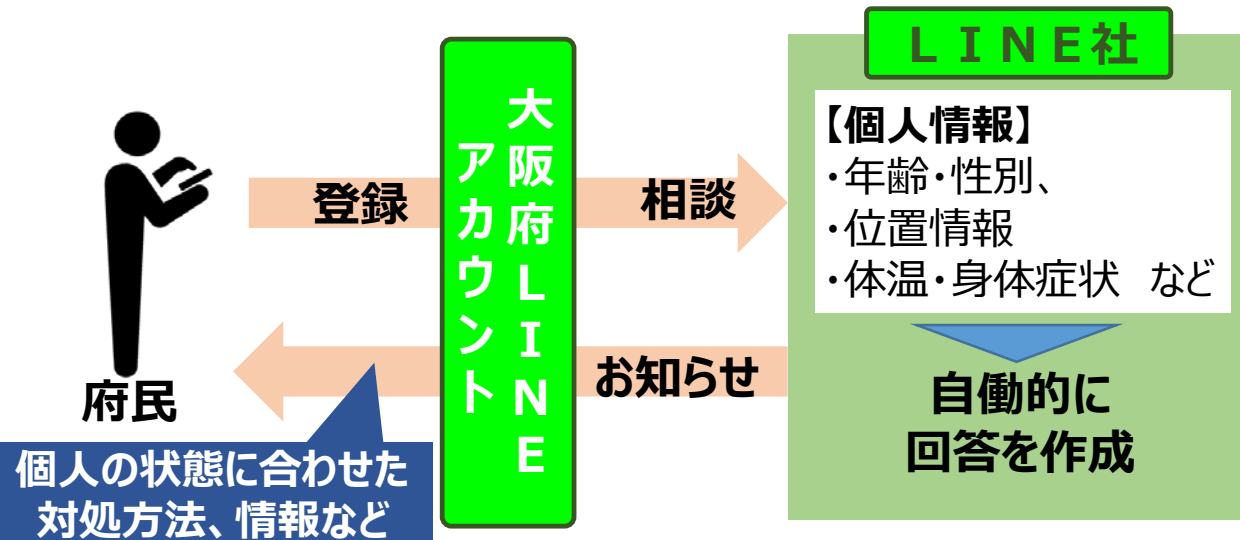 LINE社
【個人情報】
・年齢・性別、
・位置情報
・体温・身体症状　など
登録
大阪府LINE
アカウント
相談
お知らせ
府民
自働的に
回答を作成
個人の状態に合わせた
対処方法、情報など